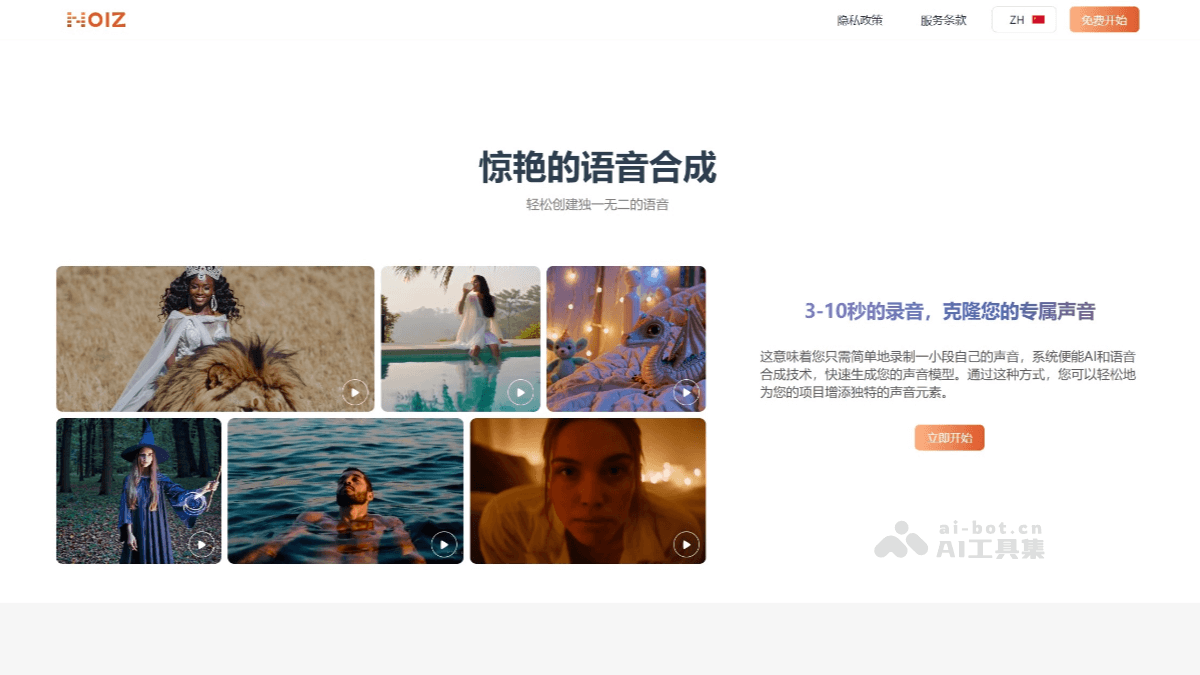 NOIZ
隐私政策
服务条款
ZH
免费开始
惊艳的语音合成
轻松创建独一无二的语音
3-10秒的录音，克隆您的专属声音
这意味着您只需简单地录制一小段自己的声音，系统便能AI和语音
合成技术，快速生成您的声音模型。通过这种方式，您可以轻松地
为您的项目增添独特的声音元素。
立即开始
ai-bot.cn
AI工具集